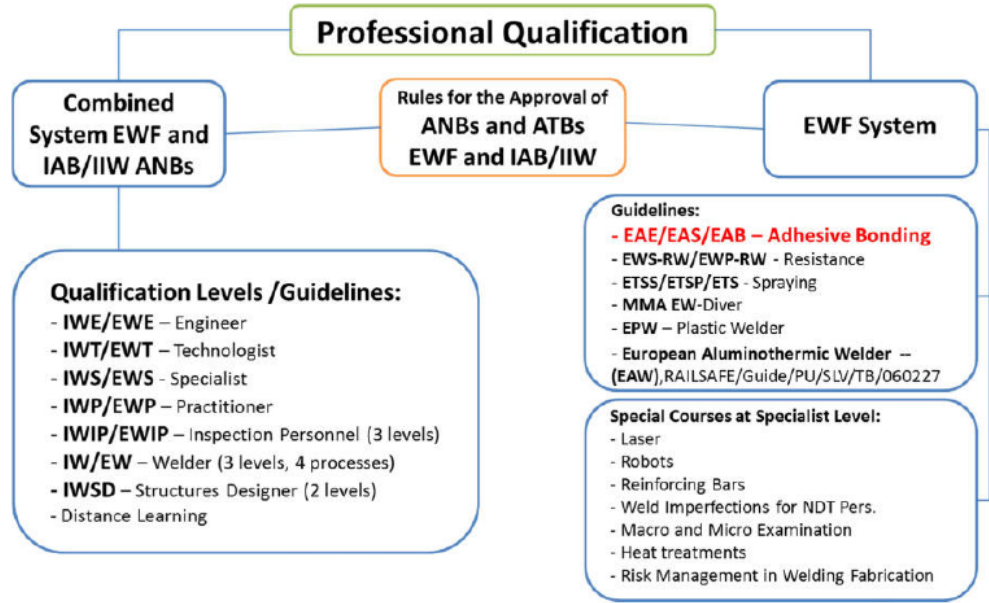 Professional Qualification
Combined
System EWF and
IAB/IIW ANBs
Rules for the Approval of
ANBs and ATBs
EWF and IAB/IIW
EWF System
Qualification Levels /Guidelines:
- IWE/EWE – Engineer
- IWT/EWT – Technologist
- IWS/EWS - Specialist
- IWP/EWP – Practitioner
- IWIP/EWIP – Inspection Personnel (3 levels)
- IW/EW – Welder (3 levels, 4 processes)
- IWSD – Structures Designer (2 levels)
- Distance Learning
Guidelines:
- EAE/EAS/EAB – Adhesive Bonding
- EWS-RW/EWP-RW - Resistance
- ETSS/ETSP/ETS - Spraying
- MMA EW-Diver
- EPW – Plastic Welder
- European Aluminothermic Welder –
(EAW),RAILSAFE/Guide/PU/SLV/TB/060227
Special Courses at Specialist Level:
- Laser
- Robots
- Reinforcing Bars
- Weld Imperfections for NDT Pers.
- Macro and Micro Examination
- Heat treatments
- Risk Management in Welding Fabrication